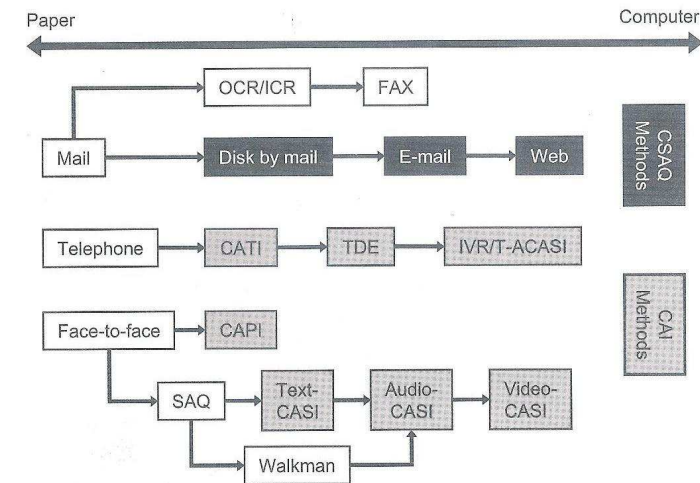 Paper
Computer
OCR/ICR
FAX
Mail
Disk by mail
E-mail
Web
CSAQ
Methods
Telephone
CATI
TDE
IVR/T-ACASI
CAI
Methods
Face-to-face
CAPI
SAQ
Text-
CASI
Audio-
CASI
Video-
CASI
Walkman